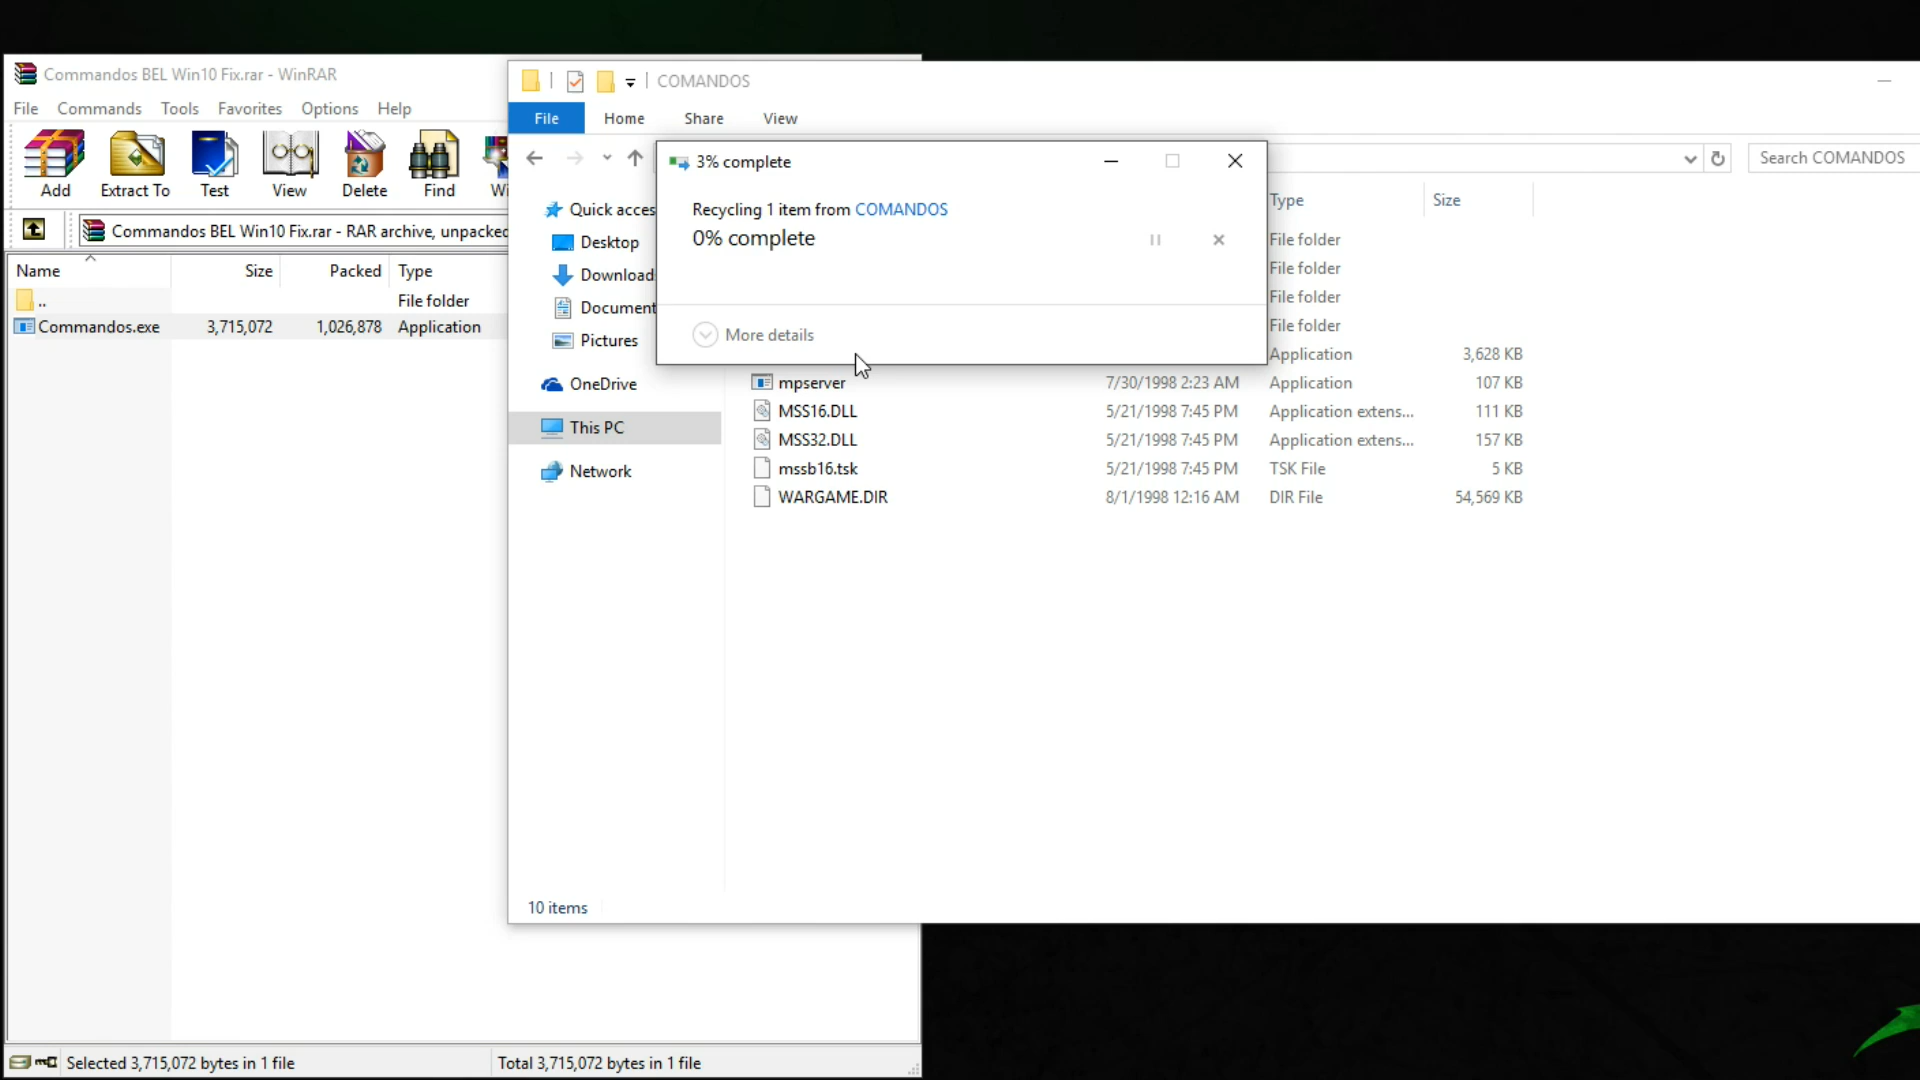 Commandos BEL Win10 Fix.rar - WinRAR
File Commands Tools Favorites Options Help
Add Extract To Test View Delete Find
Commandos BEL Win10 Fix.rar - RAR archive, unpacked
Name Size Packed Type
.. File folder
Commandos.exe 3,715,072 1,026,878 Application
Selected 3,715,072 bytes in 1 file
Total 3,715,072 bytes in 1 file
COMANDOS
File Home Share View
Search COMANDOS
3% complete
Recycling 1 item from COMANDOS
0% complete
More details
Quick acces
Desktop
Download
Document
Pictures
OneDrive
This PC
Network
Type Size
File folder
File folder
File folder
File folder
Application 3,628 KB
mpserver 7/30/1998 2:23 AM Application 107 KB
MSS16.DLL 5/21/1998 7:45 PM Application extens... 111 KB
MSS32.DLL 5/21/1998 7:45 PM Application extens... 157 KB
mssb16.tsk 5/21/1998 7:45 PM TSK File 5 KB
WARGAME.DIR 8/1/1998 12:16 AM DIR File 54,569 KB
10 items